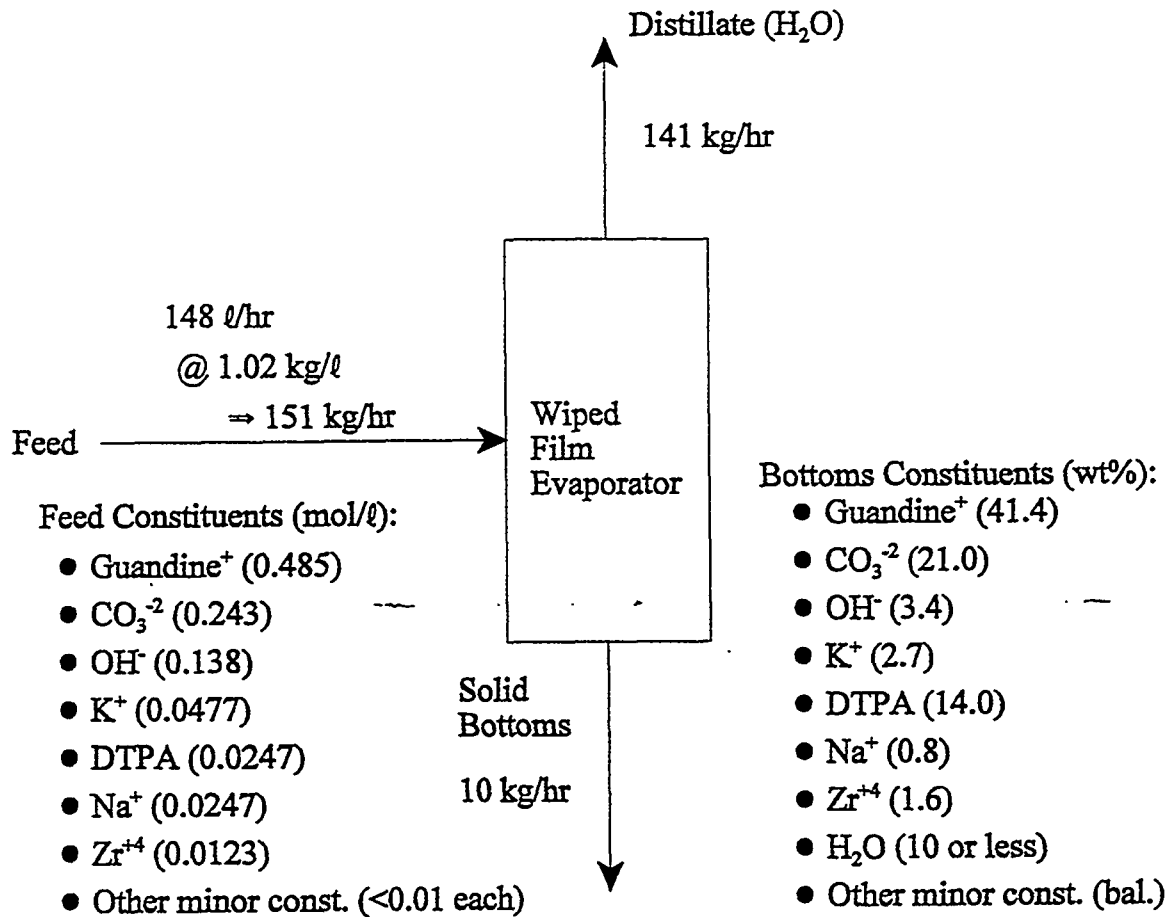 Distillate (H₂O)
141 kg/hr
148 ℓ/hr
@ 1.02 kg/ℓ
⇒ 151 kg/hr
Feed
Wiped
Film
Evaporator
Feed Constituents (mol/ℓ):
● Guandine⁺ (0.485)
● CO₃⁻² (0.243)
● OH⁻ (0.138)
● K⁺ (0.0477)
● DTPA (0.0247)
● Na⁺ (0.0247)
● Zr⁺⁴ (0.0123)
● Other minor const. (<0.01 each)
Solid
Bottoms
10 kg/hr
Bottoms Constituents (wt%):
● Guandine⁺ (41.4)
● CO₃⁻² (21.0)
● OH⁻ (3.4)
● K⁺ (2.7)
● DTPA (14.0)
● Na⁺ (0.8)
● Zr⁺⁴ (1.6)
● H₂O (10 or less)
● Other minor const. (bal.)